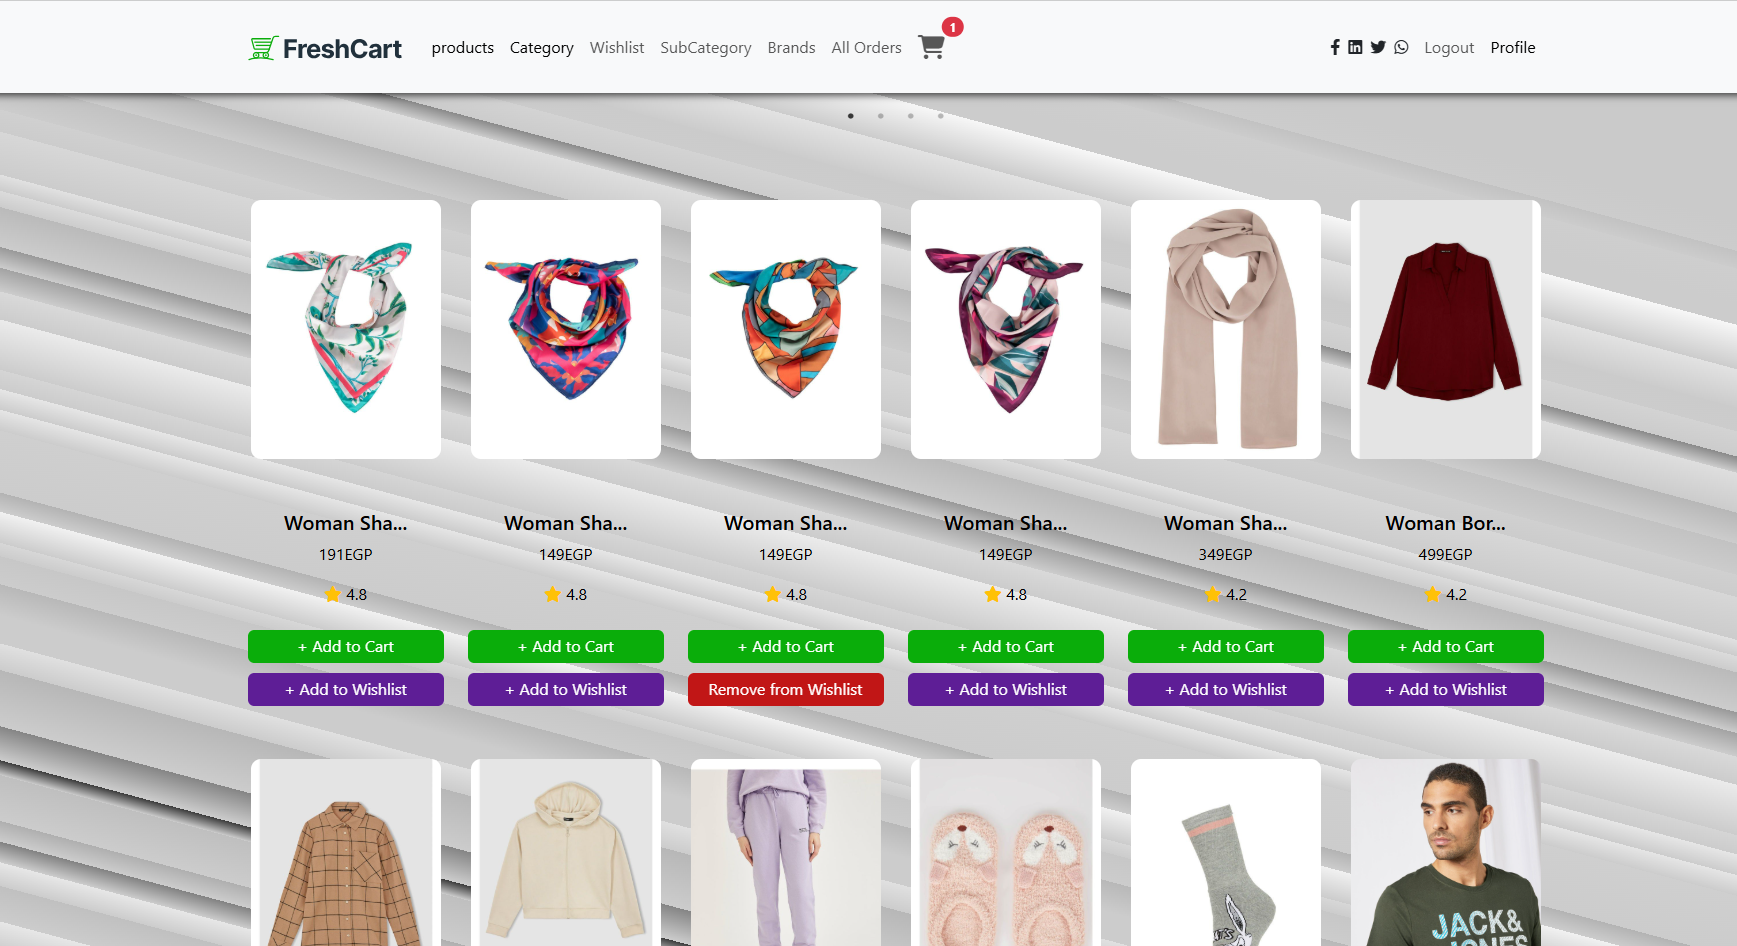 FreshCart
products
Category
Wishlist
SubCategory
Brands
All Orders
1
Logout
Profile
Woman Sha...
Woman Sha...
Woman Sha...
Woman Sha...
Woman Sha...
Woman Bor...
191EGP
149EGP
149EGP
149EGP
349EGP
499EGP
4.8
4.8
4.8
4.8
4.2
4.2
+ Add to Cart
+ Add to Cart
+ Add to Cart
+ Add to Cart
+ Add to Cart
+ Add to Cart
+ Add to Wishlist
+ Add to Wishlist
Remove from Wishlist
+ Add to Wishlist
+ Add to Wishlist
+ Add to Wishlist
JACK&
JONES